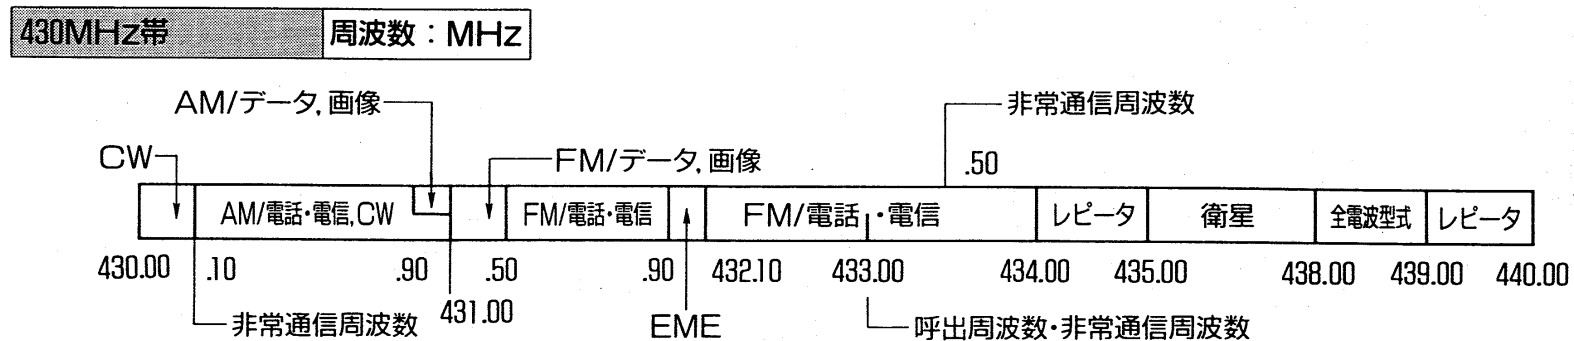 430MHz帯 周波数：MHz
AM/データ,画像
非常通信周波数
CW
FM/データ,画像
.50
AM/電話・電信,CW
FM/電話・電信
FM/電話・電信
レピータ
衛星
全電波型式
レピータ
430.00 .10 .90 .50 .90 432.10 433.00 434.00 435.00 438.00 439.00 440.00
431.00
非常通信周波数
EME
呼出周波数・非常通信周波数